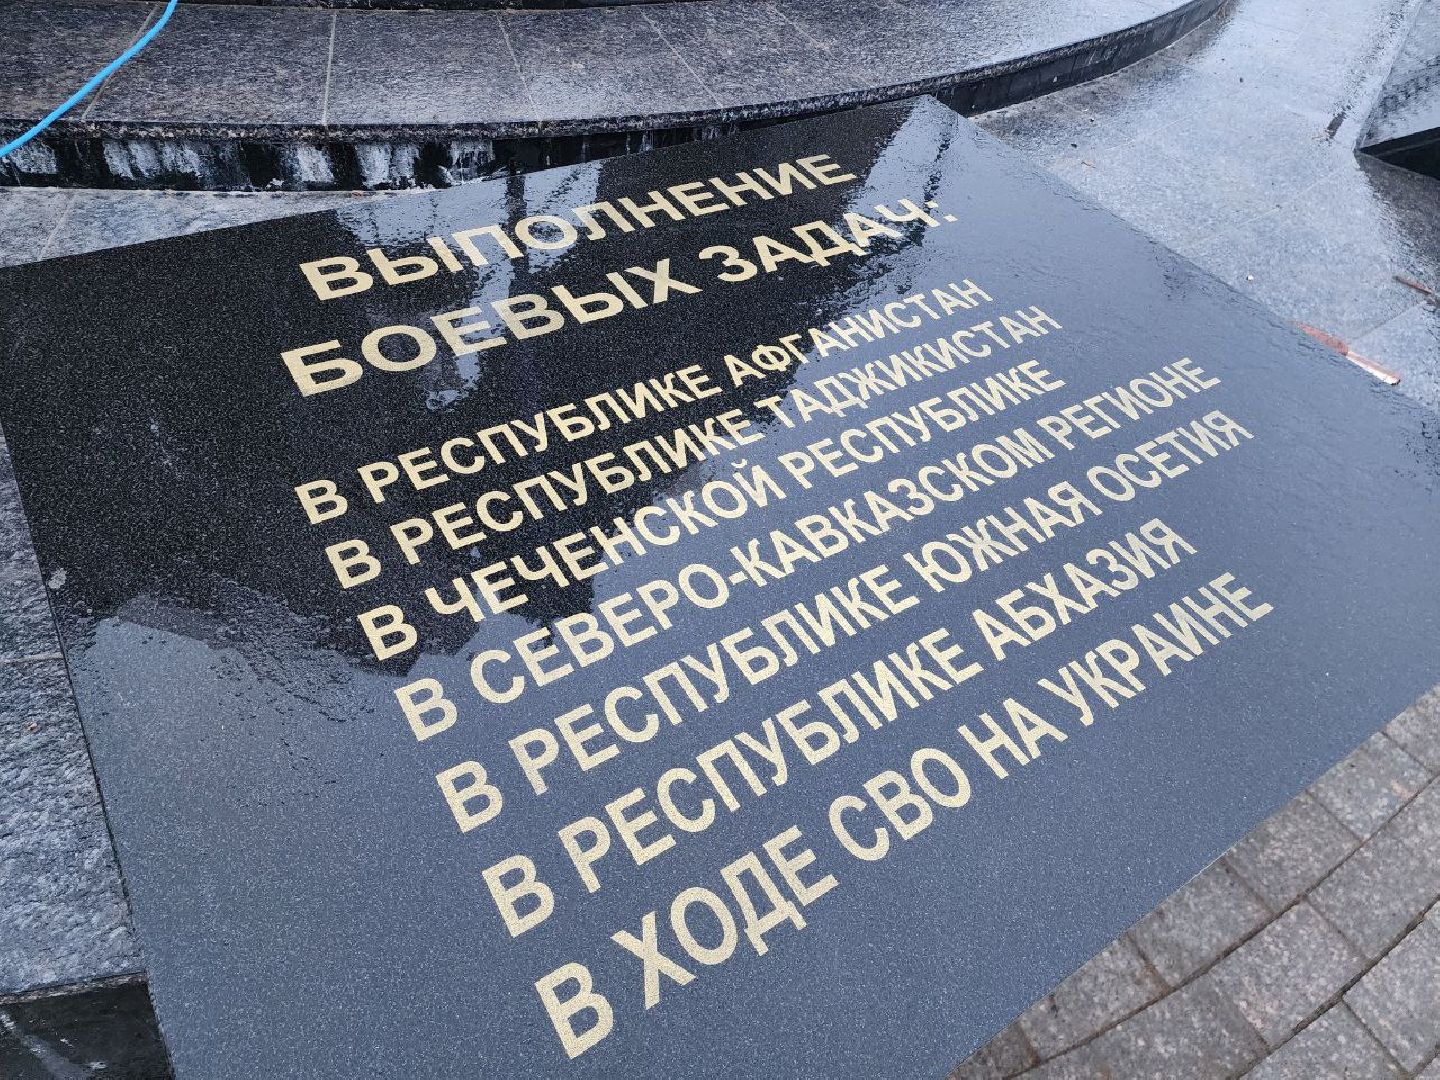 ВЫПОЛНЕНИЕ
БОЕВЫХ ЗАДАЧ:
В РЕСПУБЛИКЕ АФГАНИСТАН
В РЕСПУБЛИКЕ ТАДЖИКИСТАН
В ЧЕЧЕНСКОЙ РЕСПУБЛИКЕ
В СЕВЕРО-КАВКАЗСКОМ РЕГИОНЕ
В РЕСПУБЛИКЕ ЮЖНАЯ ОСЕТИЯ
В РЕСПУБЛИКЕ АБХАЗИЯ
В ХОДЕ СВО НА УКРАИНЕ